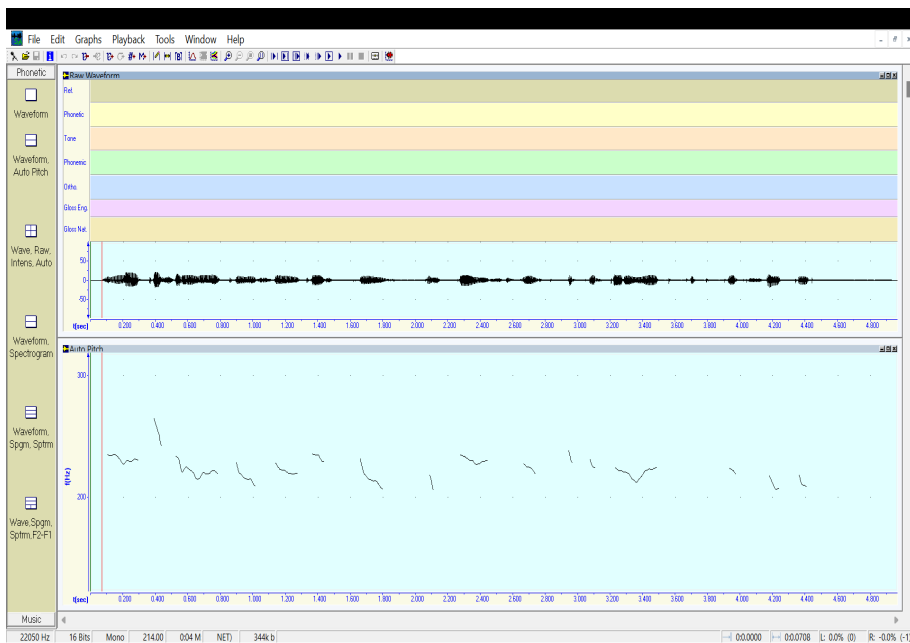 File Edit Graphs Playback Tools Window Help
Phonetic
Waveform
Waveform,
Auto Pitch
Wave, Raw,
Intens, Auto
Waveform,
Spectrogram
Waveform,
Spgm, Sptrm
Wave,Spgm,
Sptrm,F2-F1
Music
Raw Waveform
Ref.
Phonetic
Tone
Phonemic
Ortho.
Gloss Eng.
Gloss Nat.
50
0
-50
t(sec) 0.200 0.400 0.600 0.800 1.000 1.200 1.400 1.600 1.800 2.000 2.200 2.400 2.600 2.800 3.000 3.200 3.400 3.600 3.800 4.000 4.200 4.400 4.600 4.800
Auto Pitch
300
f(Hz)
200
t(sec) 0.200 0.400 0.600 0.800 1.000 1.200 1.400 1.600 1.800 2.000 2.200 2.400 2.600 2.800 3.000 3.200 3.400 3.600 3.800 4.000 4.200 4.400 4.600 4.800
22050 Hz 16 Bits Mono 214.00 0:04 M NET) 344k b 0:0.0000 0:0.0708 L: 0.0% (0) R: -0.0% (-1